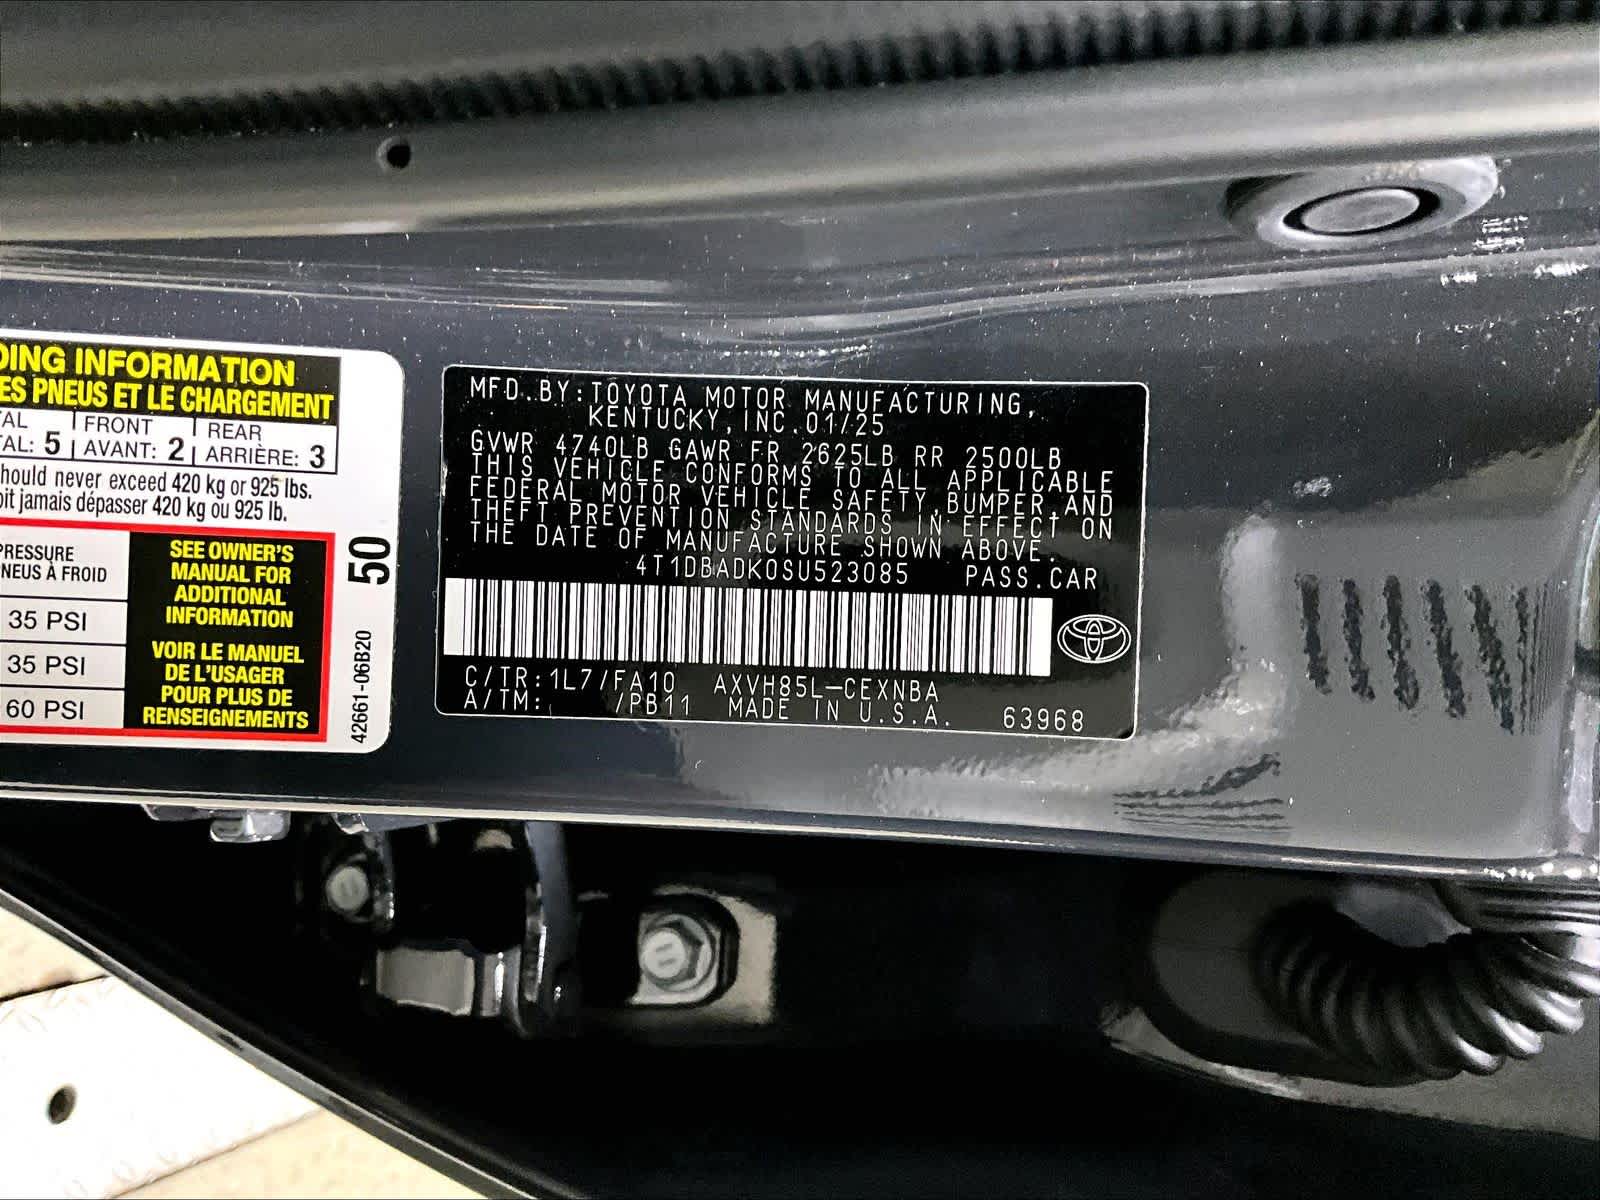 DING INFORMATION
ES PNEUS ET LE CHARGEMENT
TAL FRONT REAR
TAL: 5 AVANT: 2 ARRIÈRE: 3
hould never exceed 420 kg or 925 lbs.
oit jamais dépasser 420 kg ou 925 lb.
PRESSURE
NEUS À FROID
35 PSI
35 PSI
60 PSI
SEE OWNER'S
MANUAL FOR
ADDITIONAL
INFORMATION
VOIR LE MANUEL
DE L'USAGER
POUR PLUS DE
RENSEIGNEMENTS
50
42661-06B20
MFD.BY:TOYOTA MOTOR MANUFACTURING,
KENTUCKY,INC.01/25
GVWR 4740LB GAWR FR 2625LB RR 2500LB
THIS VEHICLE CONFORMS TO ALL APPLICABLE
FEDERAL MOTOR VEHICLE SAFETY,BUMPER,AND
THEFT PREVENTION STANDARDS IN EFFECT ON
THE DATE OF MANUFACTURE SHOWN ABOVE.
4T1DBADK0SU523085 PASS.CAR
C/TR:1L7/FA10 AXVH85L-CEXNBA
A/TM: /PB11 MADE IN U.S.A. 63968